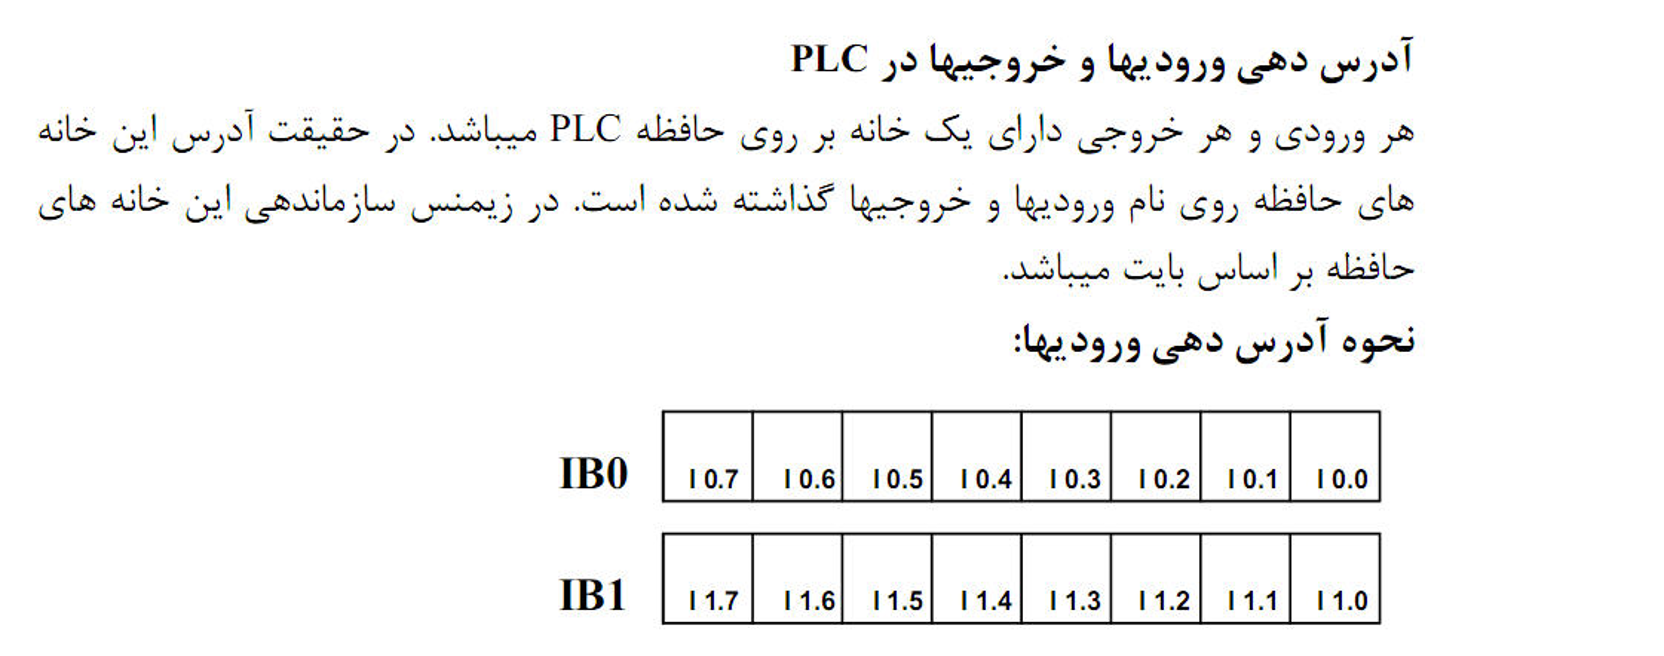 آدرس دهی ورودیها و خروجیها در PLC
هر ورودی و هر خروجی دارای یک خانه بر روی حافظه PLC میباشد. در حقیقت آدرس این خانه
های حافظه روی نام ورودیها و خروجیها گذاشته شده است. در زیمنس سازماندهی این خانه های
حافظه بر اساس بایت میباشد.
نحوه آدرس دهی ورودیها:
IB0 I 0.7 I 0.6 I 0.5 I 0.4 I 0.3 I 0.2 I 0.1 I 0.0
IB1 I 1.7 I 1.6 I 1.5 I 1.4 I 1.3 I 1.2 I 1.1 I 1.0